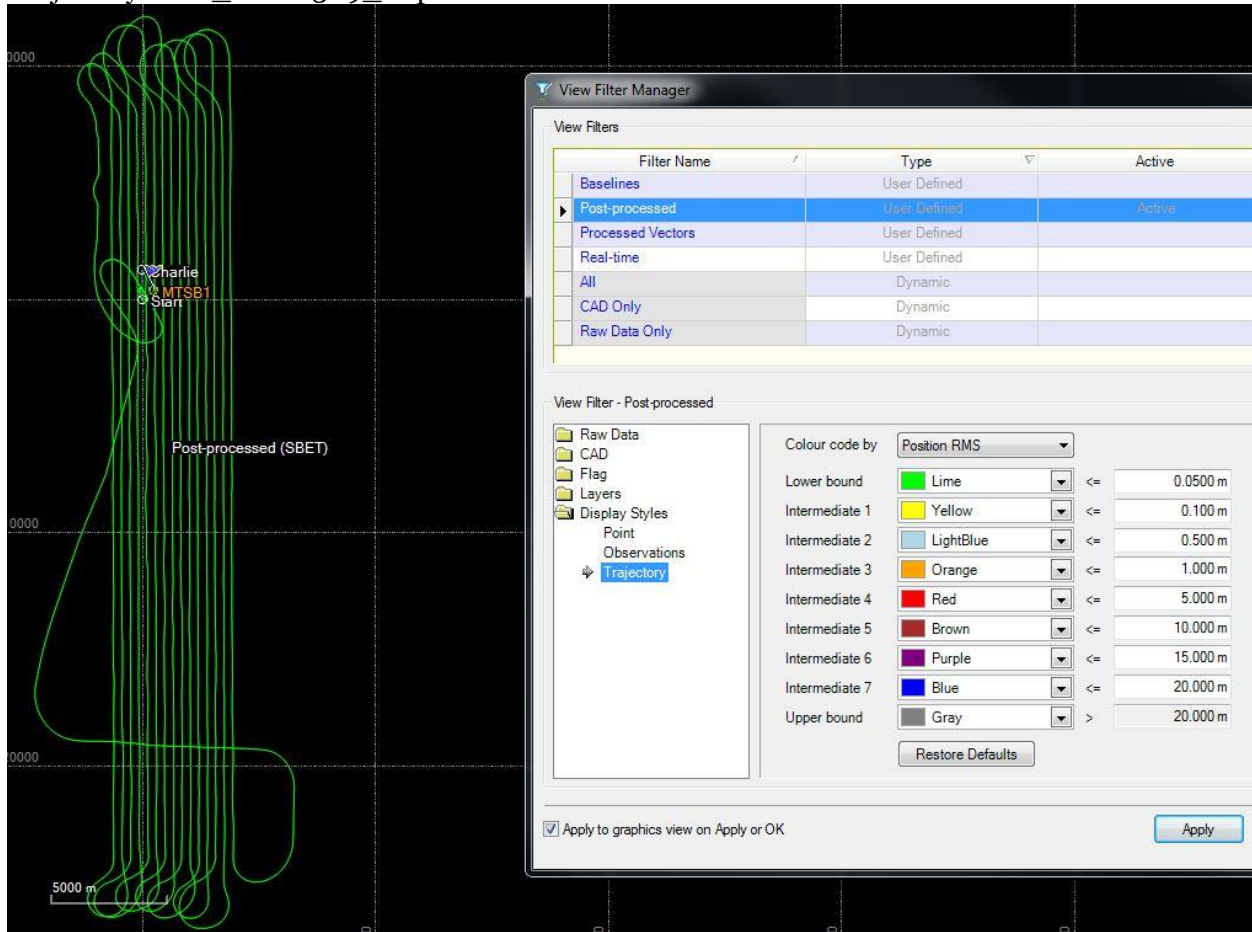 0000
Charlie
MTSB1
Start
Post-processed (SBET)
0000
0000
5000 m
View Filter Manager
View Filters
Filter Name Type Active
Baselines User Defined
Post-processed User Defined Active
Processed Vectors User Defined
Real-time User Defined
All Dynamic
CAD Only Dynamic
Raw Data Only Dynamic
View Filter - Post-processed
Raw Data
CAD
Flag
Layers
Display Styles
Point
Observations
Trajectory
Colour code by Position RMS
Lower bound Lime <= 0.0500 m
Intermediate 1 Yellow <= 0.100 m
Intermediate 2 LightBlue <= 0.500 m
Intermediate 3 Orange <= 1.000 m
Intermediate 4 Red <= 5.000 m
Intermediate 5 Brown <= 10.000 m
Intermediate 6 Purple <= 15.000 m
Intermediate 7 Blue <= 20.000 m
Upper bound Gray > 20.000 m
Restore Defaults
Apply to graphics view on Apply or OK
Apply